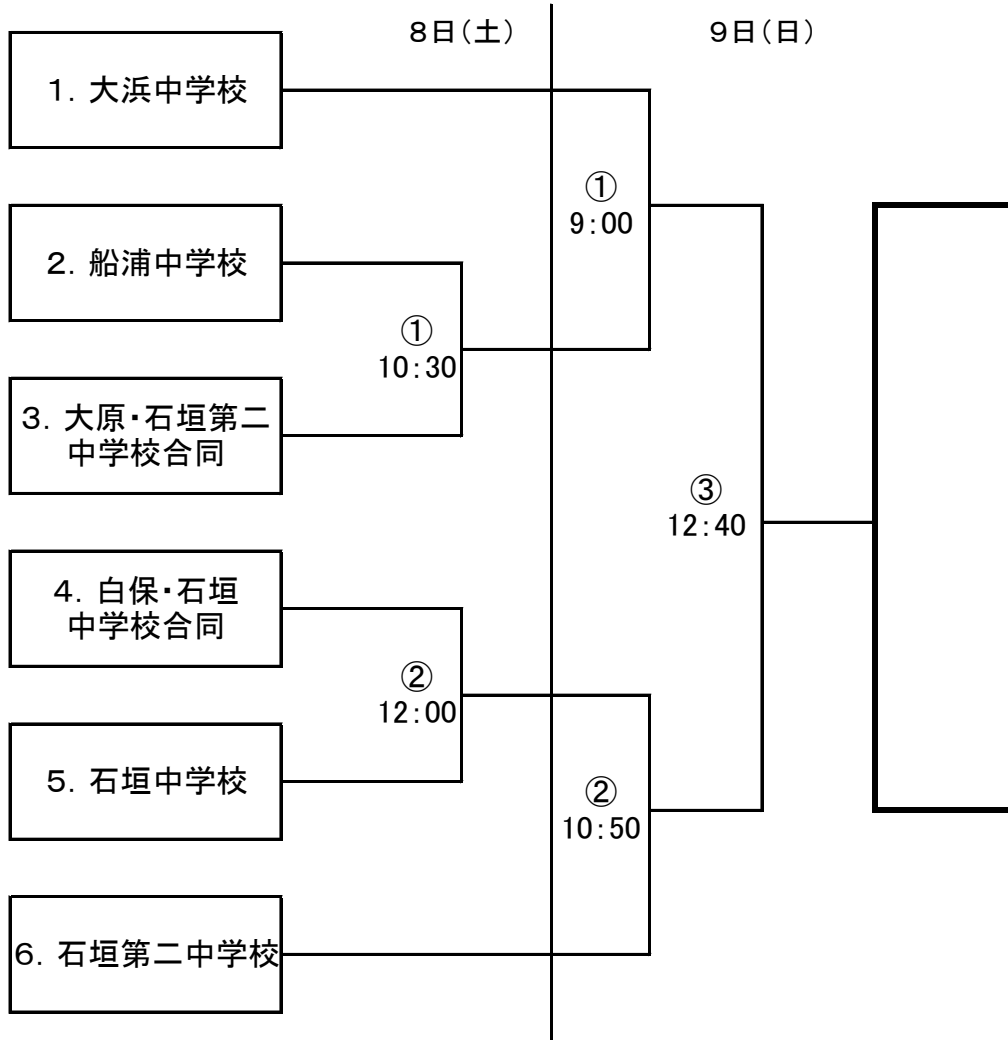 ８日（土）
９日（日）
１．大浜中学校
①
9：00
２．船浦中学校
①
10：30
３．大原・石垣第二
中学校合同
③
12：40
４．白保・石垣
中学校合同
②
12：00
５．石垣中学校
②
10：50
６．石垣第二中学校